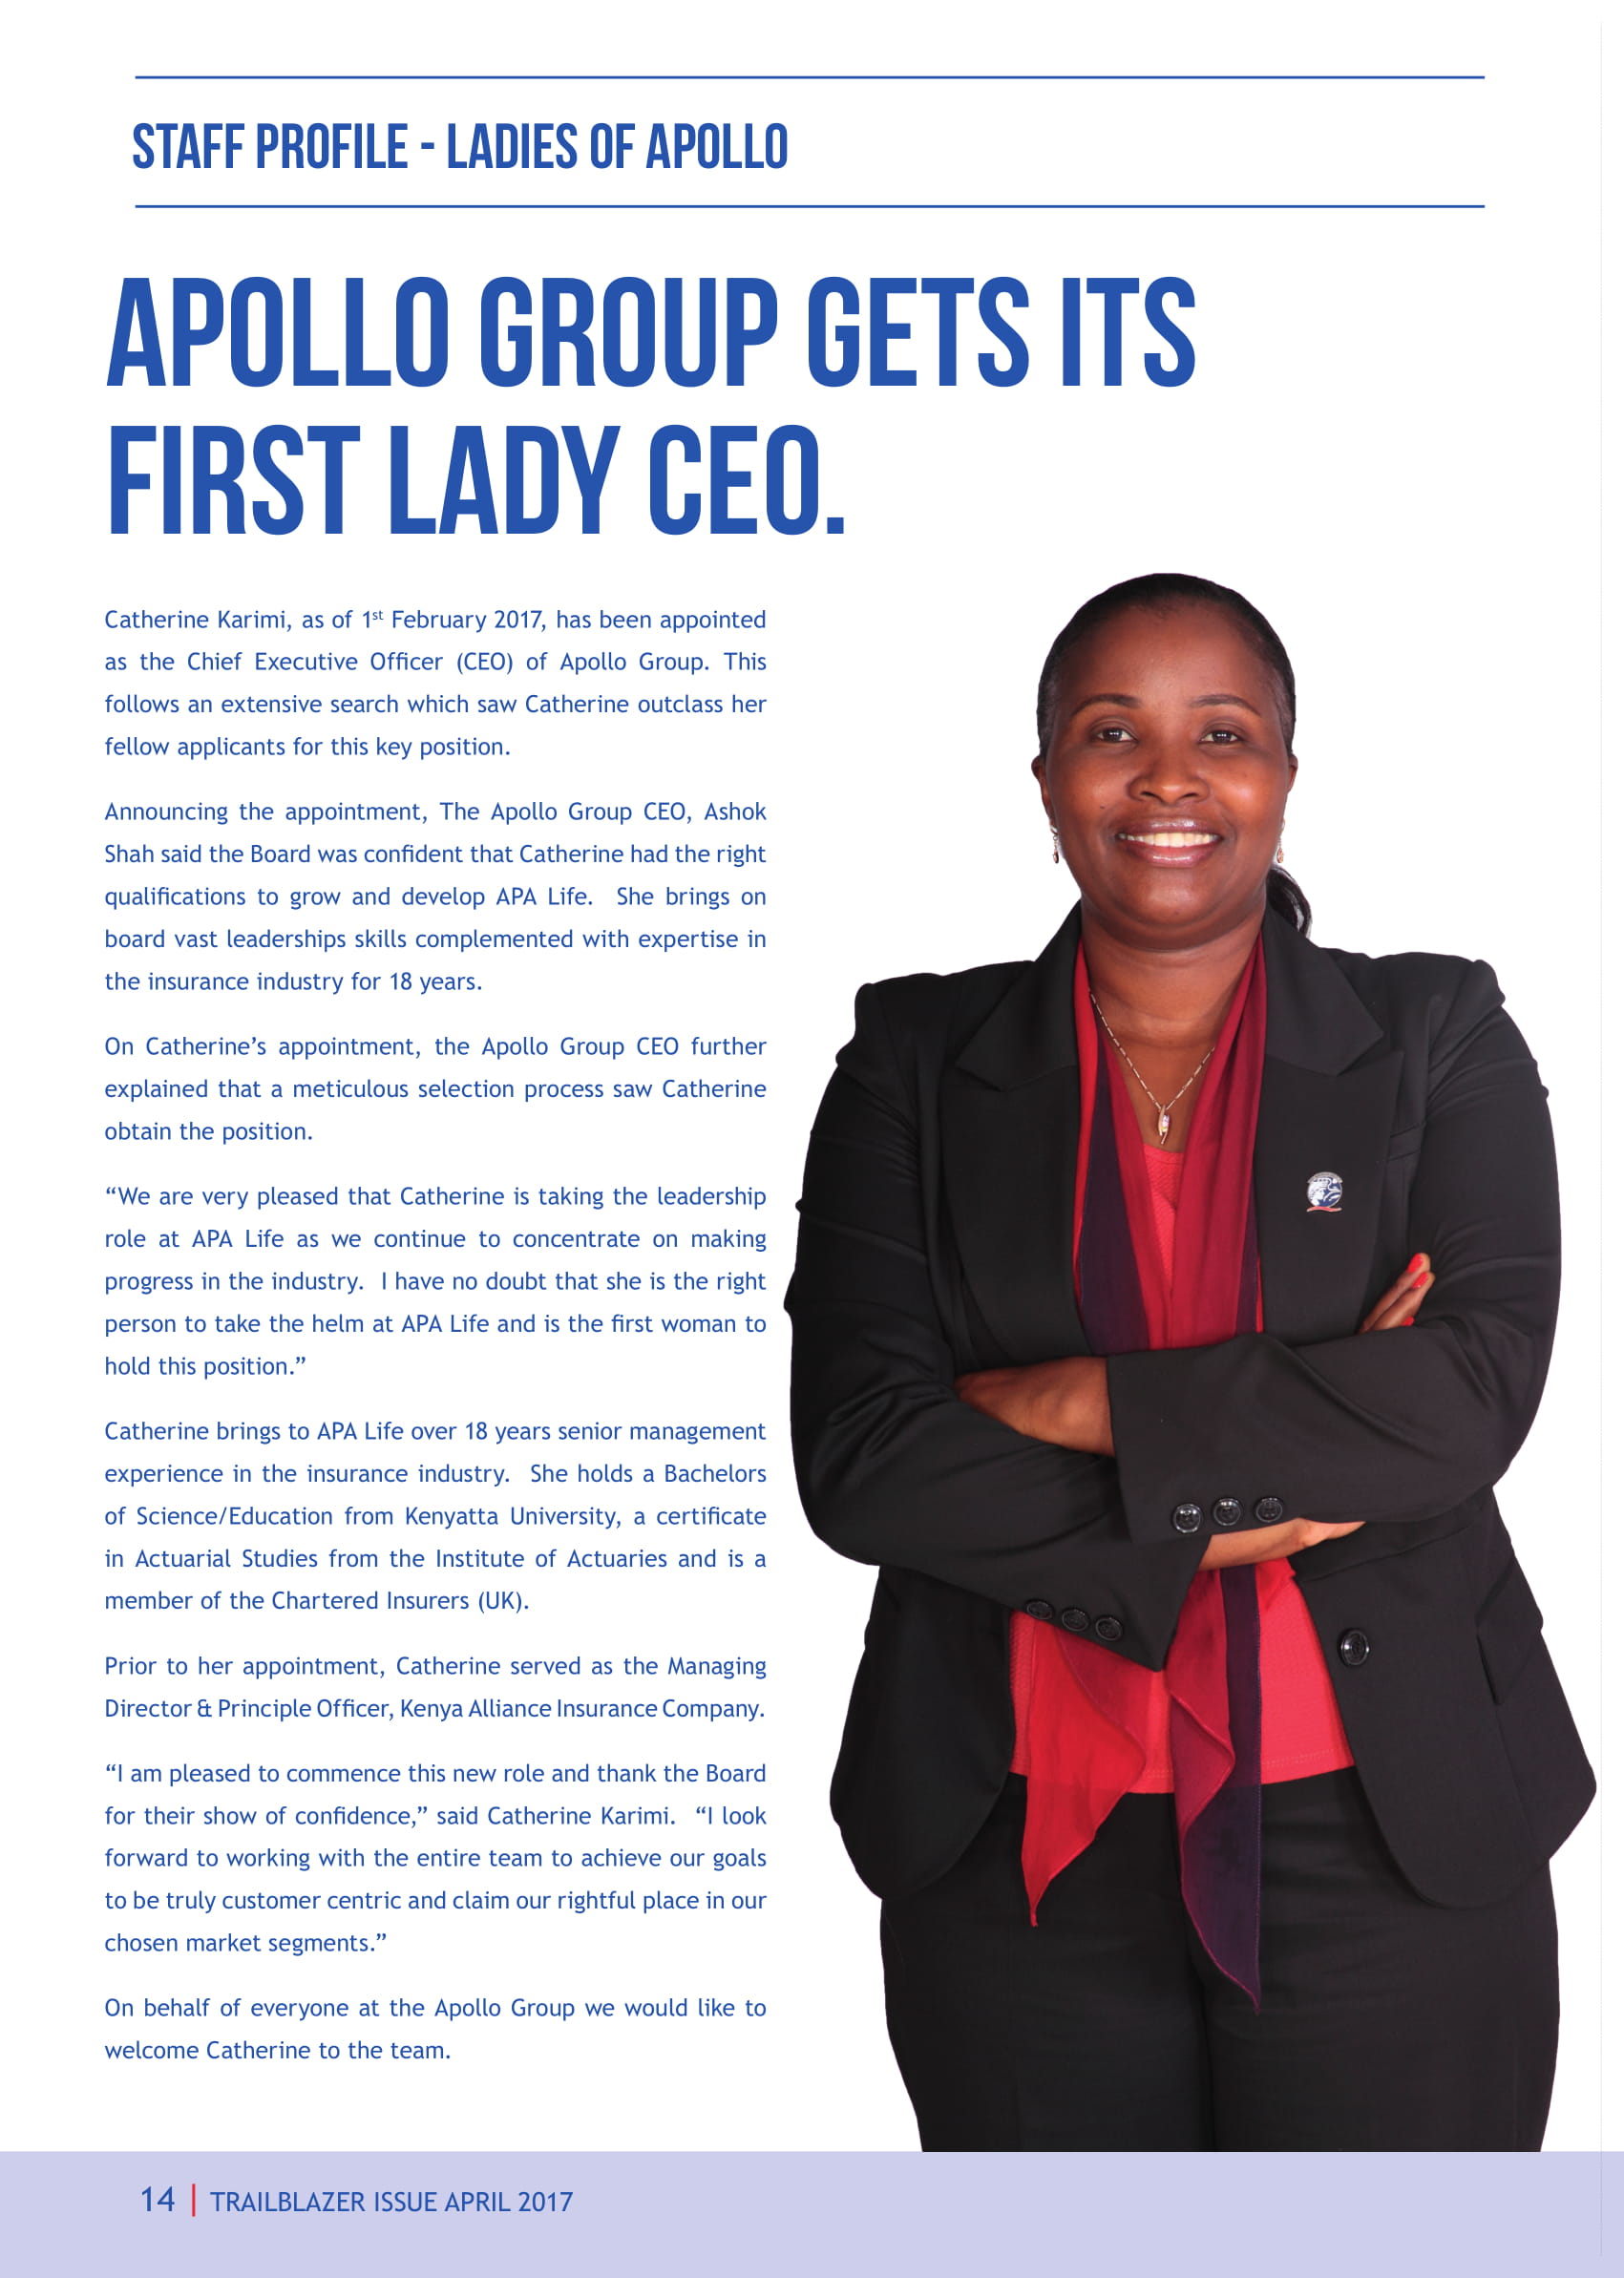 STAFF PROFILE - LADIES OF APOLLO
APOLLO GROUP GETS ITS
FIRST LADY CEO.
Catherine Karimi, as of 1st February 2017, has been appointed
as the Chief Executive Officer (CEO) of Apollo Group. This
follows an extensive search which saw Catherine outclass her
fellow applicants for this key position.
Announcing the appointment, The Apollo Group CEO, Ashok
Shah said the Board was confident that Catherine had the right
qualifications to grow and develop APA Life.  She brings on
board vast leaderships skills complemented with expertise in
the insurance industry for 18 years.
On Catherine’s appointment, the Apollo Group CEO further
explained that a meticulous selection process saw Catherine
obtain the position.
“We are very pleased that Catherine is taking the leadership
role at APA Life as we continue to concentrate on making
progress in the industry.  I have no doubt that she is the right
person to take the helm at APA Life and is the first woman to
hold this position.”
Catherine brings to APA Life over 18 years senior management
experience in the insurance industry.  She holds a Bachelors
of Science/Education from Kenyatta University, a certificate
in Actuarial Studies from the Institute of Actuaries and is a
member of the Chartered Insurers (UK).
Prior to her appointment, Catherine served as the Managing
Director & Principle Officer, Kenya Alliance Insurance Company.
“I am pleased to commence this new role and thank the Board
for their show of confidence,” said Catherine Karimi.  “I look
forward to working with the entire team to achieve our goals
to be truly customer centric and claim our rightful place in our
chosen market segments.”
On behalf of everyone at the Apollo Group we would like to
welcome Catherine to the team.
14 | TRAILBLAZER ISSUE APRIL 2017